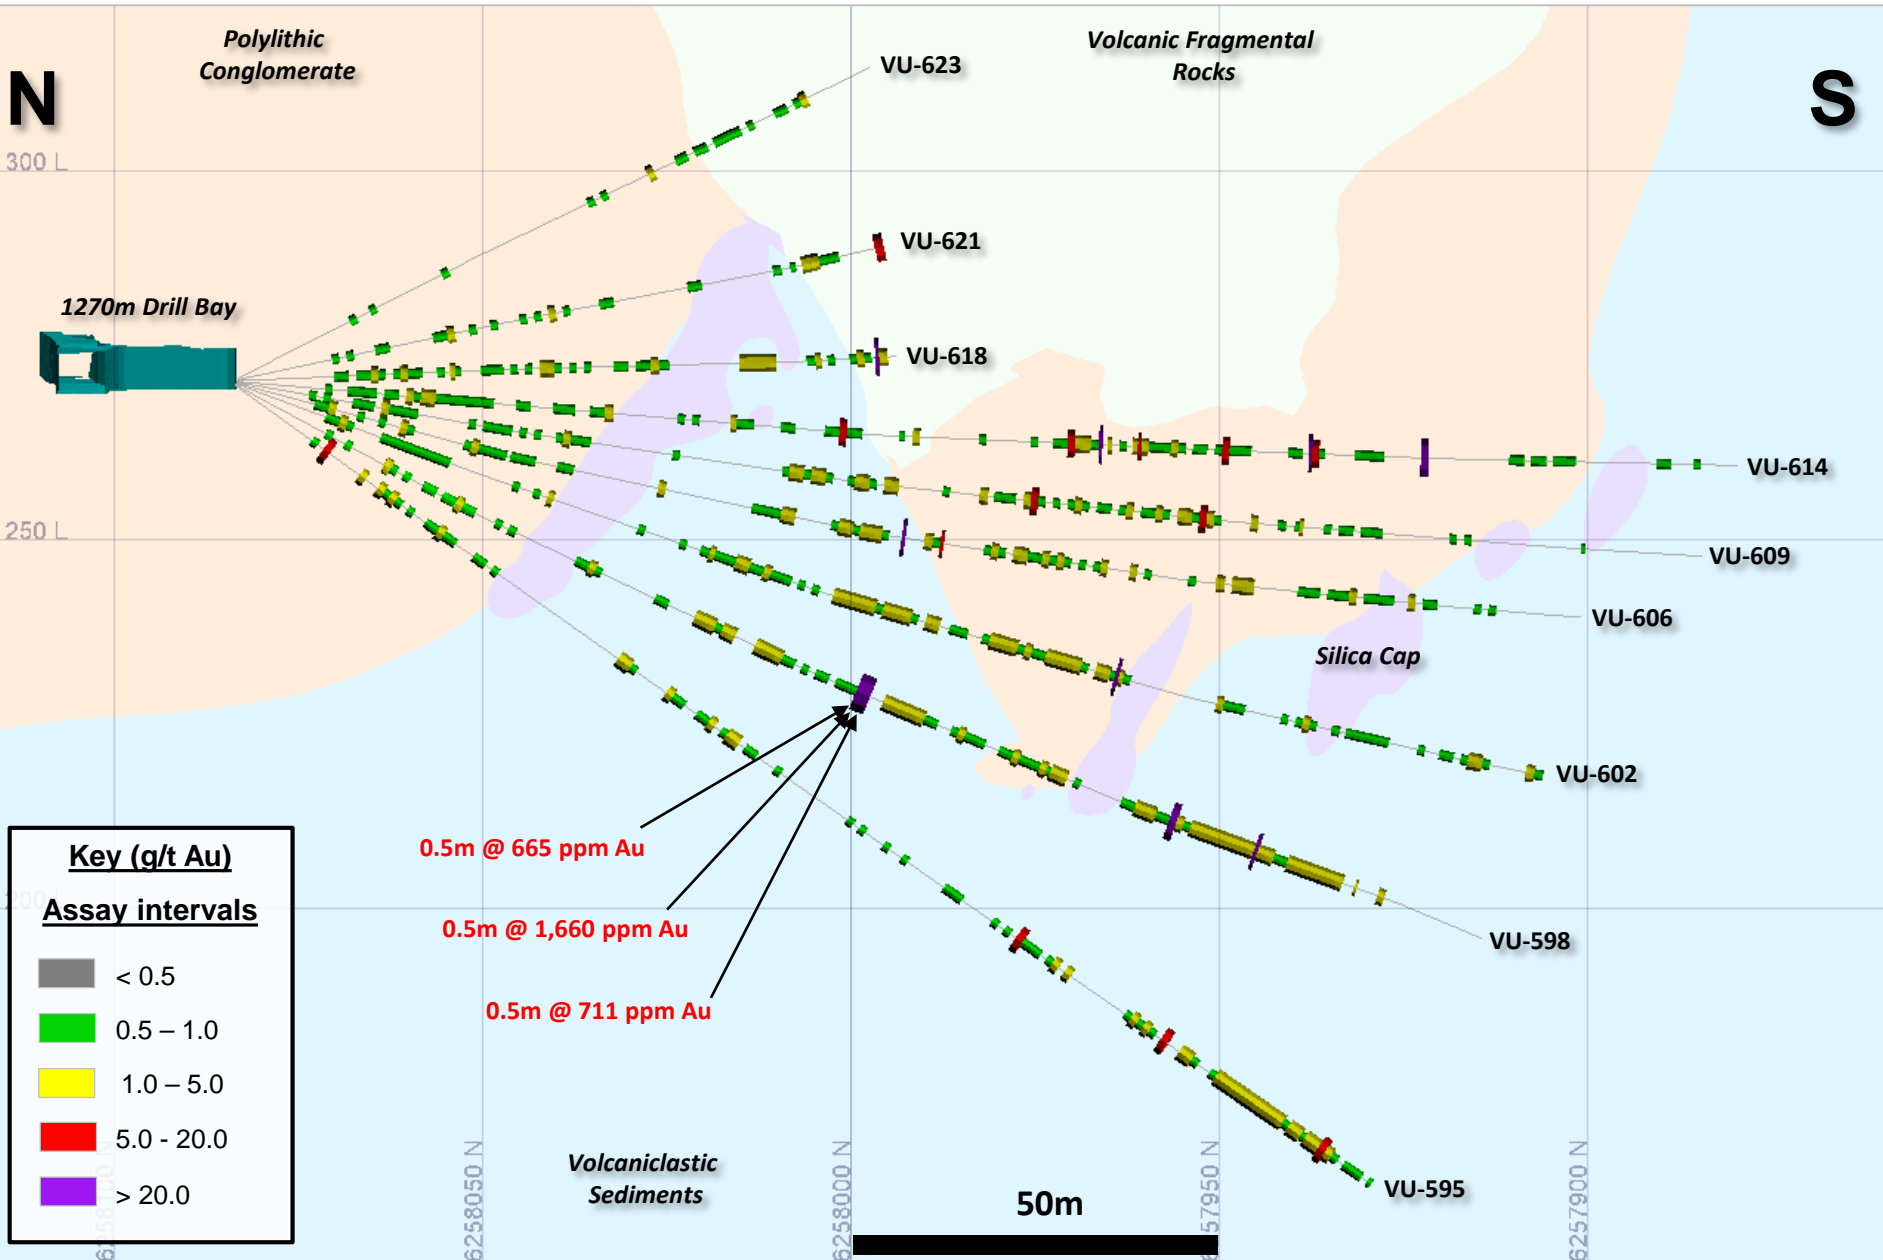 Polylithic
Conglomerate
Volcanic Fragmental
Rocks
N
S
VU-623
300 L
VU-621
1270m Drill Bay
VU-618
VU-614
250 L
VU-609
VU-606
Silica Cap
VU-602
0.5m @ 665 ppm Au
VU-598
0.5m @ 1,660 ppm Au
0.5m @ 711 ppm Au
Key (g/t Au)
Assay intervals
200 L
< 0.5
0.5 – 1.0
1.0 – 5.0
5.0 - 20.0
> 20.0
Volcaniclastic
Sediments
VU-595
50m
6258100 N
6258050 N
6258000 N
6257950 N
6257900 N